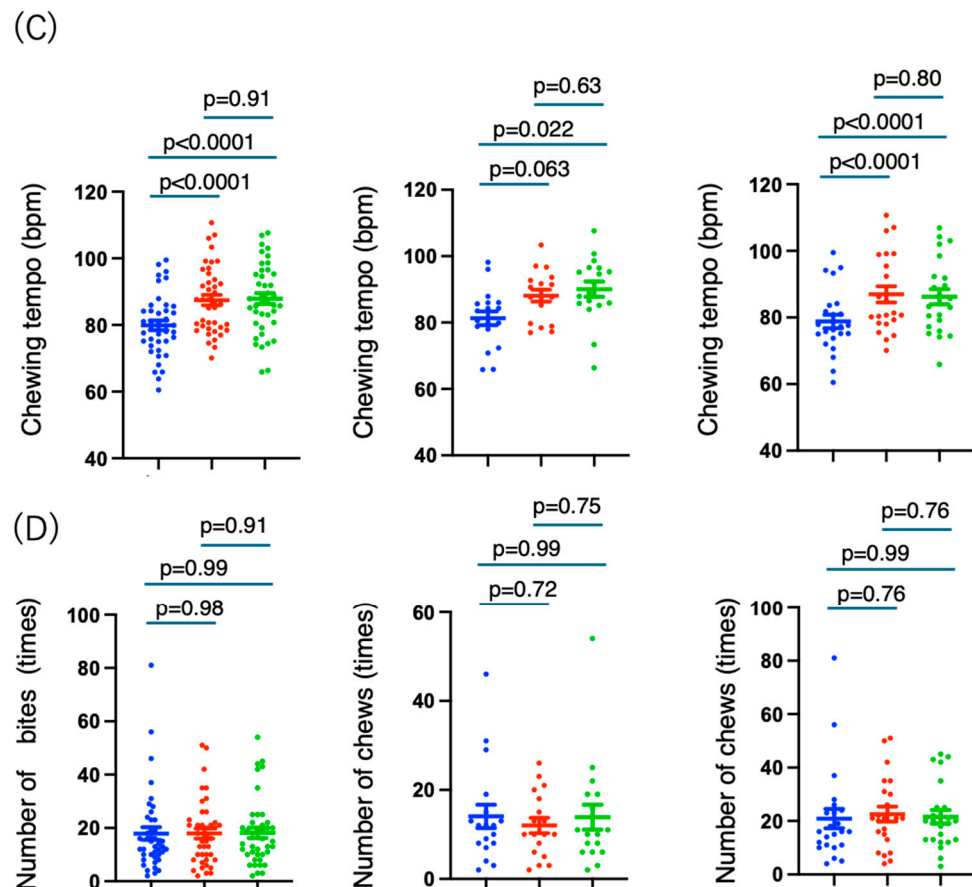 (C)
p=0.91
p<0.0001
p<0.0001
Chewing tempo (bpm)
120
100
80
60
40
p=0.63
p=0.022
p=0.063
Chewing tempo (bpm)
120
100
80
60
40
p=0.80
p<0.0001
p<0.0001
Chewing tempo (bpm)
120
100
80
60
40
(D)
p=0.91
p=0.99
p=0.98
Number of bites (times)
100
80
60
40
20
0
p=0.75
p=0.99
p=0.72
Number of chews (times)
60
40
20
0
p=0.76
p=0.99
p=0.76
Number of chews (times)
100
80
60
40
20
0